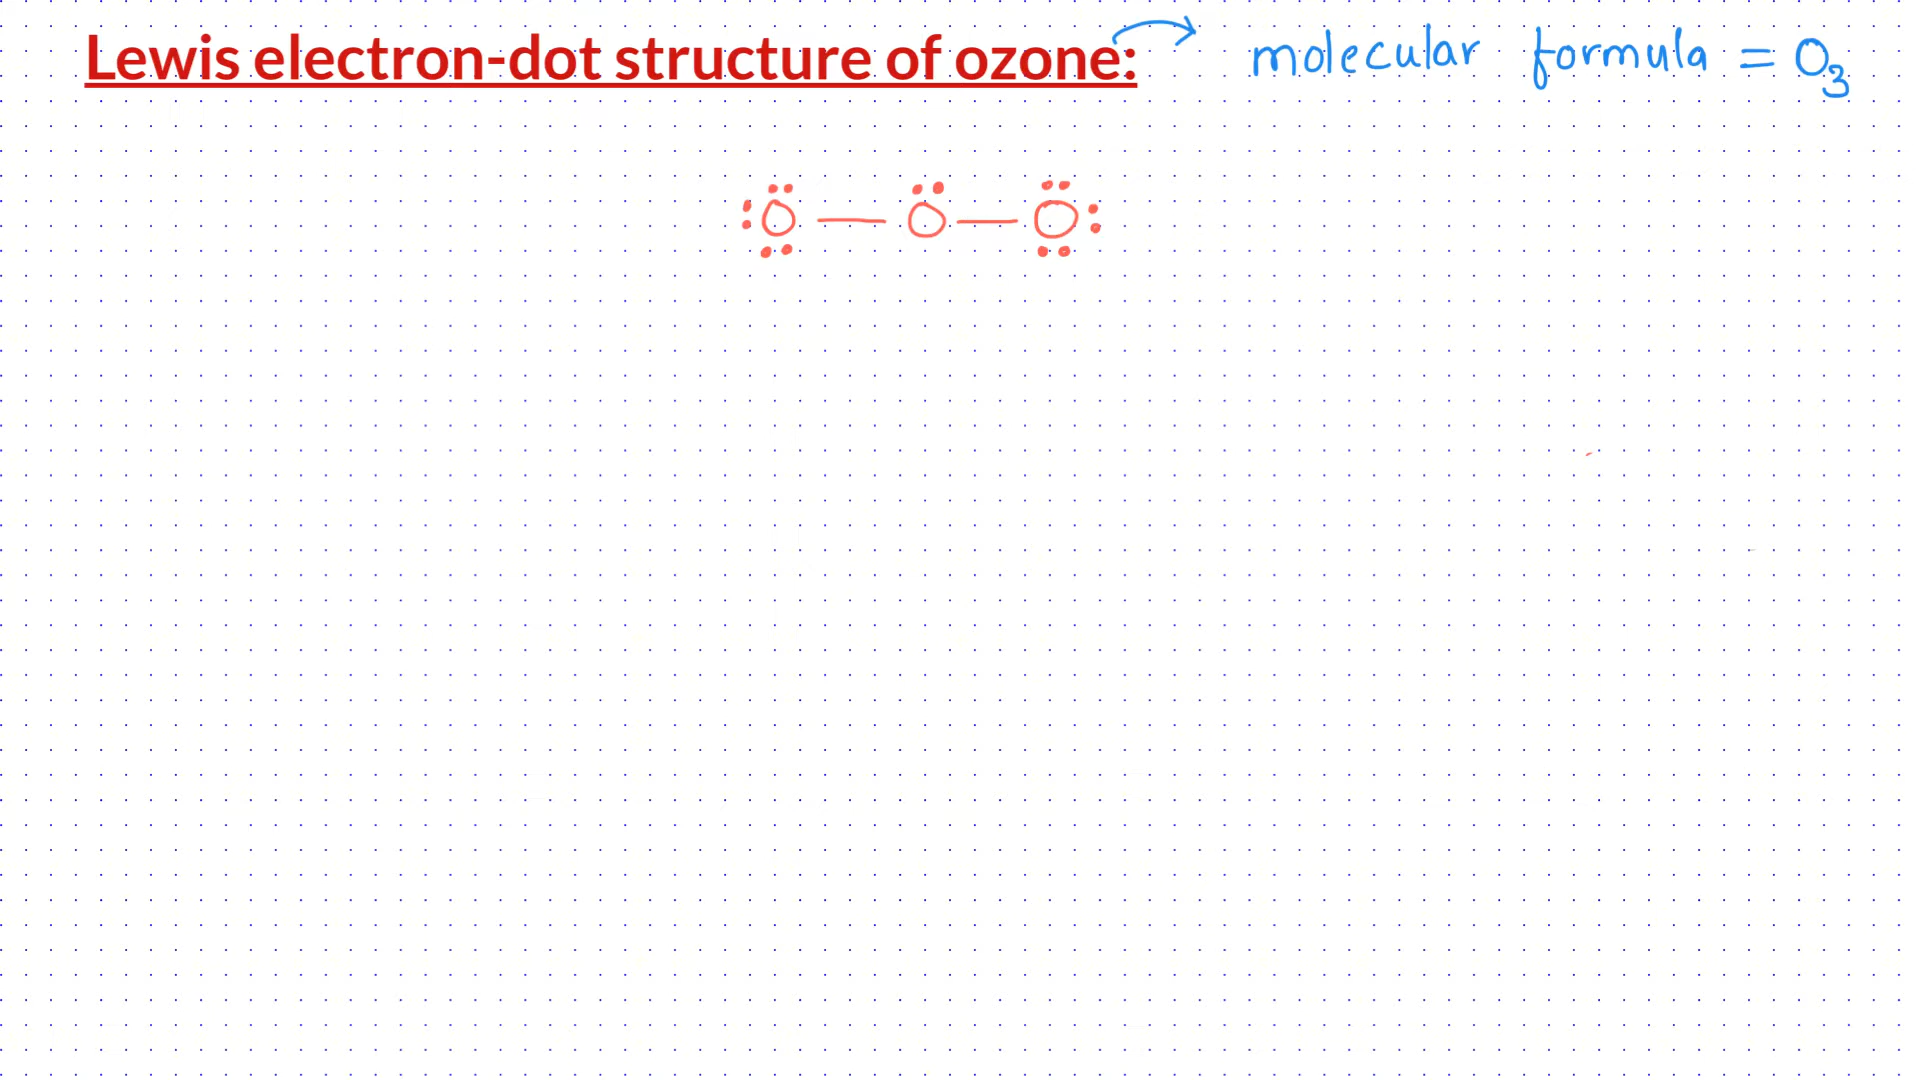 Lewis electron-dot structure of ozone: molecular formula = O₃
O — O — O